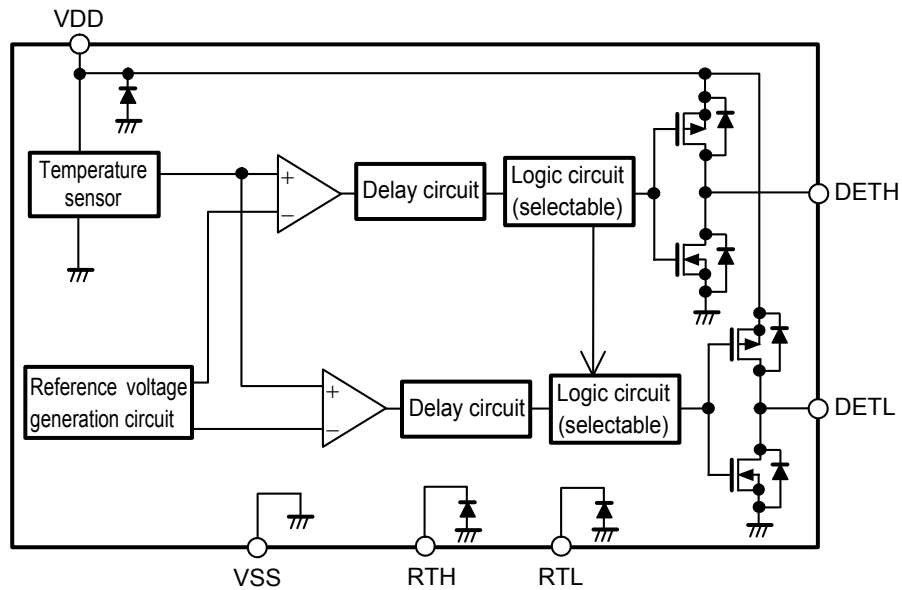 VDD
Temperature
sensor
+
−
Delay circuit
Logic circuit
(selectable)
DETH
Reference voltage
generation circuit
+
−
Delay circuit
Logic circuit
(selectable)
DETL
VSS
RTH
RTL